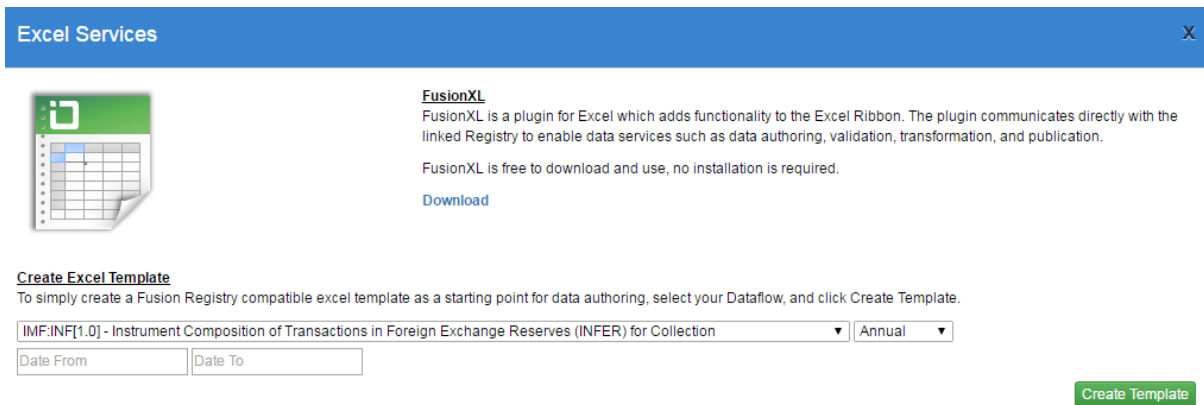 Excel Services
X
FusionXL
FusionXL is a plugin for Excel which adds functionality to the Excel Ribbon. The plugin communicates directly with the
linked Registry to enable data services such as data authoring, validation, transformation, and publication.
FusionXL is free to download and use, no installation is required.
Download
Create Excel Template
To simply create a Fusion Registry compatible excel template as a starting point for data authoring, select your Dataflow, and click Create Template.
IMF:INF[1.0] - Instrument Composition of Transactions in Foreign Exchange Reserves (INFER) for Collection
Annual
Date From
Date To
Create Template